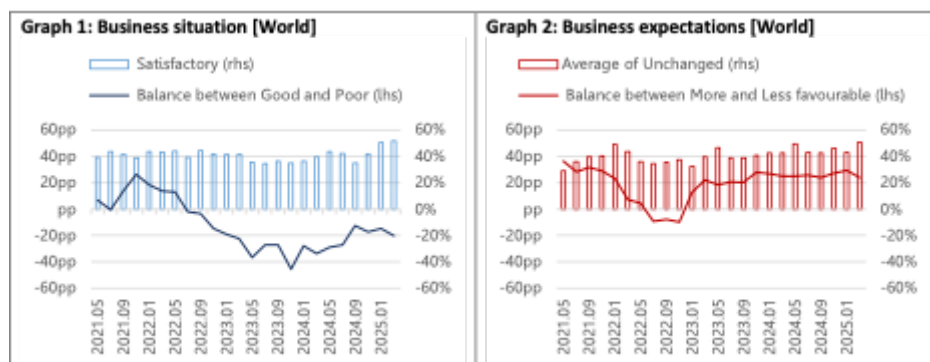 Graph 1: Business situation [World]
Satisfactory (rhs)
Balance between Good and Poor (lhs)
60pp
40pp
20pp
pp
-20pp
-40pp
-60pp
60%
40%
20%
0%
-20%
-40%
-60%
2021.05
2021.09
2022.01
2022.05
2022.09
2023.01
2023.05
2023.09
2024.01
2024.05
2024.09
2025.01
Graph 2: Business expectations [World]
Average of Unchanged (rhs)
Balance between More and Less favourable (lhs)
60pp
40pp
20pp
pp
-20pp
-40pp
-60pp
60%
40%
20%
0%
-20%
-40%
-60%
2021.05
2021.09
2022.01
2022.05
2022.09
2023.01
2023.05
2023.09
2024.01
2024.05
2024.09
2025.01